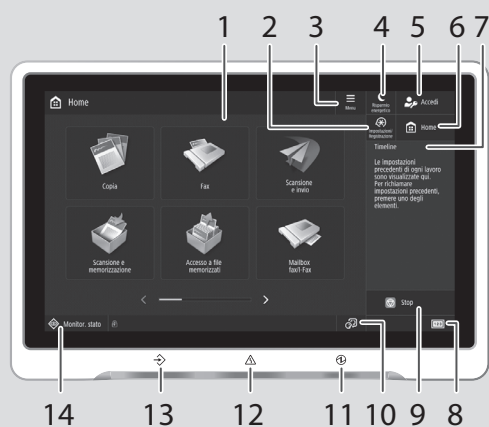 1
2
3
4
5
6
7
Home
Menu
Risparmio
energetico
Accedi
Impostazioni/
Registrazione
Home
Timeline
Le impostazioni
precedenti di ogni lavoro
sono visualizzate qui.
Per richiamare
impostazioni precedenti,
premere uno degli
elementi.
Copia
Fax
Scansione
e invio
Scansione e
memorizzazione
Accesso a file
memorizzati
Mailbox
fax/I-Fax
Stop
Monitor. stato
14
13
12
11
10
9
8